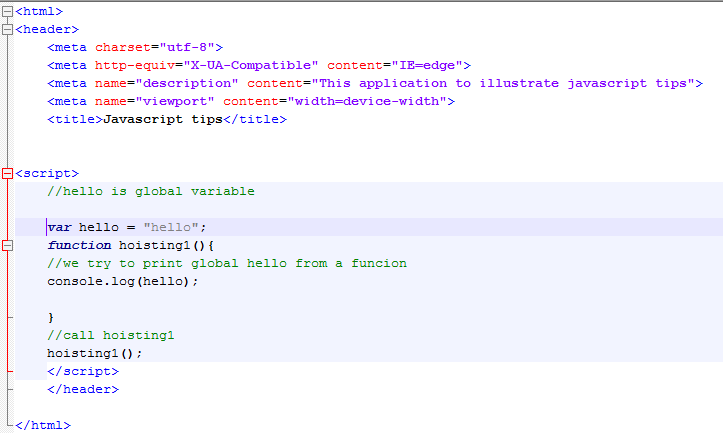 <html>
<header>
<meta charset="utf-8">
<meta http-equiv="X-UA-Compatible" content="IE=edge">
<meta name="description" content="This application to illustrate javascript tips">
<meta name="viewport" content="width=device-width">
<title>Javascript tips</title>
<script>
//hello is global variable
var hello = "hello";
function hoisting1(){
//we try to print global hello from a funcion
console.log(hello);
}
//call hoisting1
hoisting1();
</script>
</header>
</html>